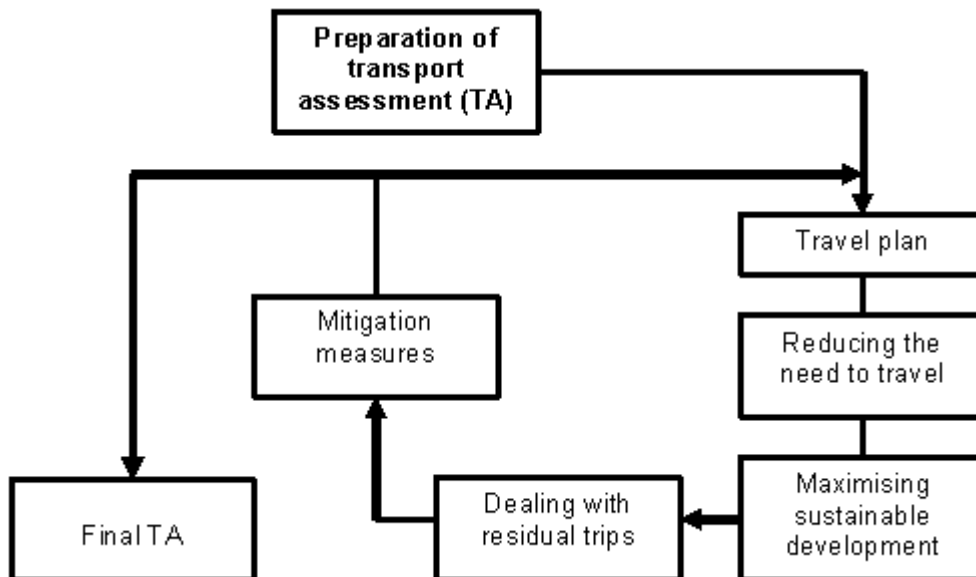 Preparation of
transport
assessment (TA)
Travel plan
Mitigation
measures
Reducing the
need to travel
Final TA
Dealing with
residual trips
Maximising
sustainable
development